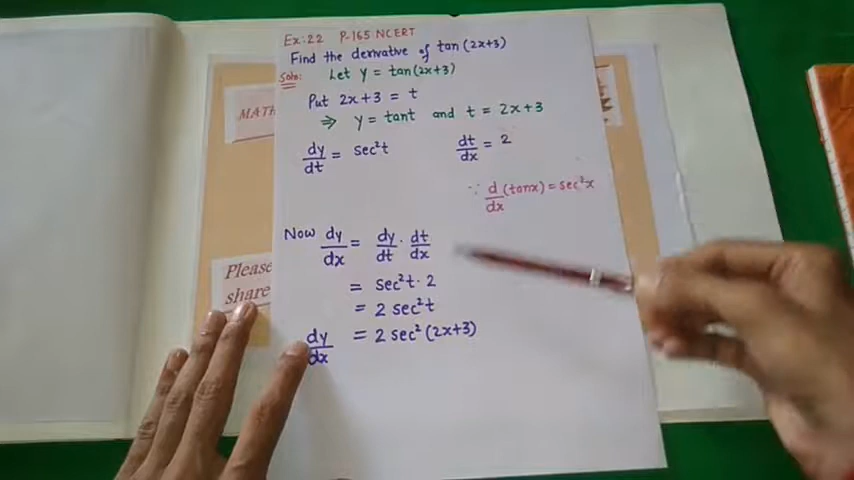 Ex:22 P-165 NCERT
Find the derivative of tan (2x+3)
Soln: Let y = tan(2x+3)
Put 2x+3 = t
⇒ y = tant and t = 2x+3
dy/dt = sec²t dt/dx = 2
∵ d/dx (tanx) = sec²x
Now dy/dx = dy/dt · dt/dx
= sec²t · 2
= 2 sec²t
dy/dx = 2 sec² (2x+3)
MATH
Please
share